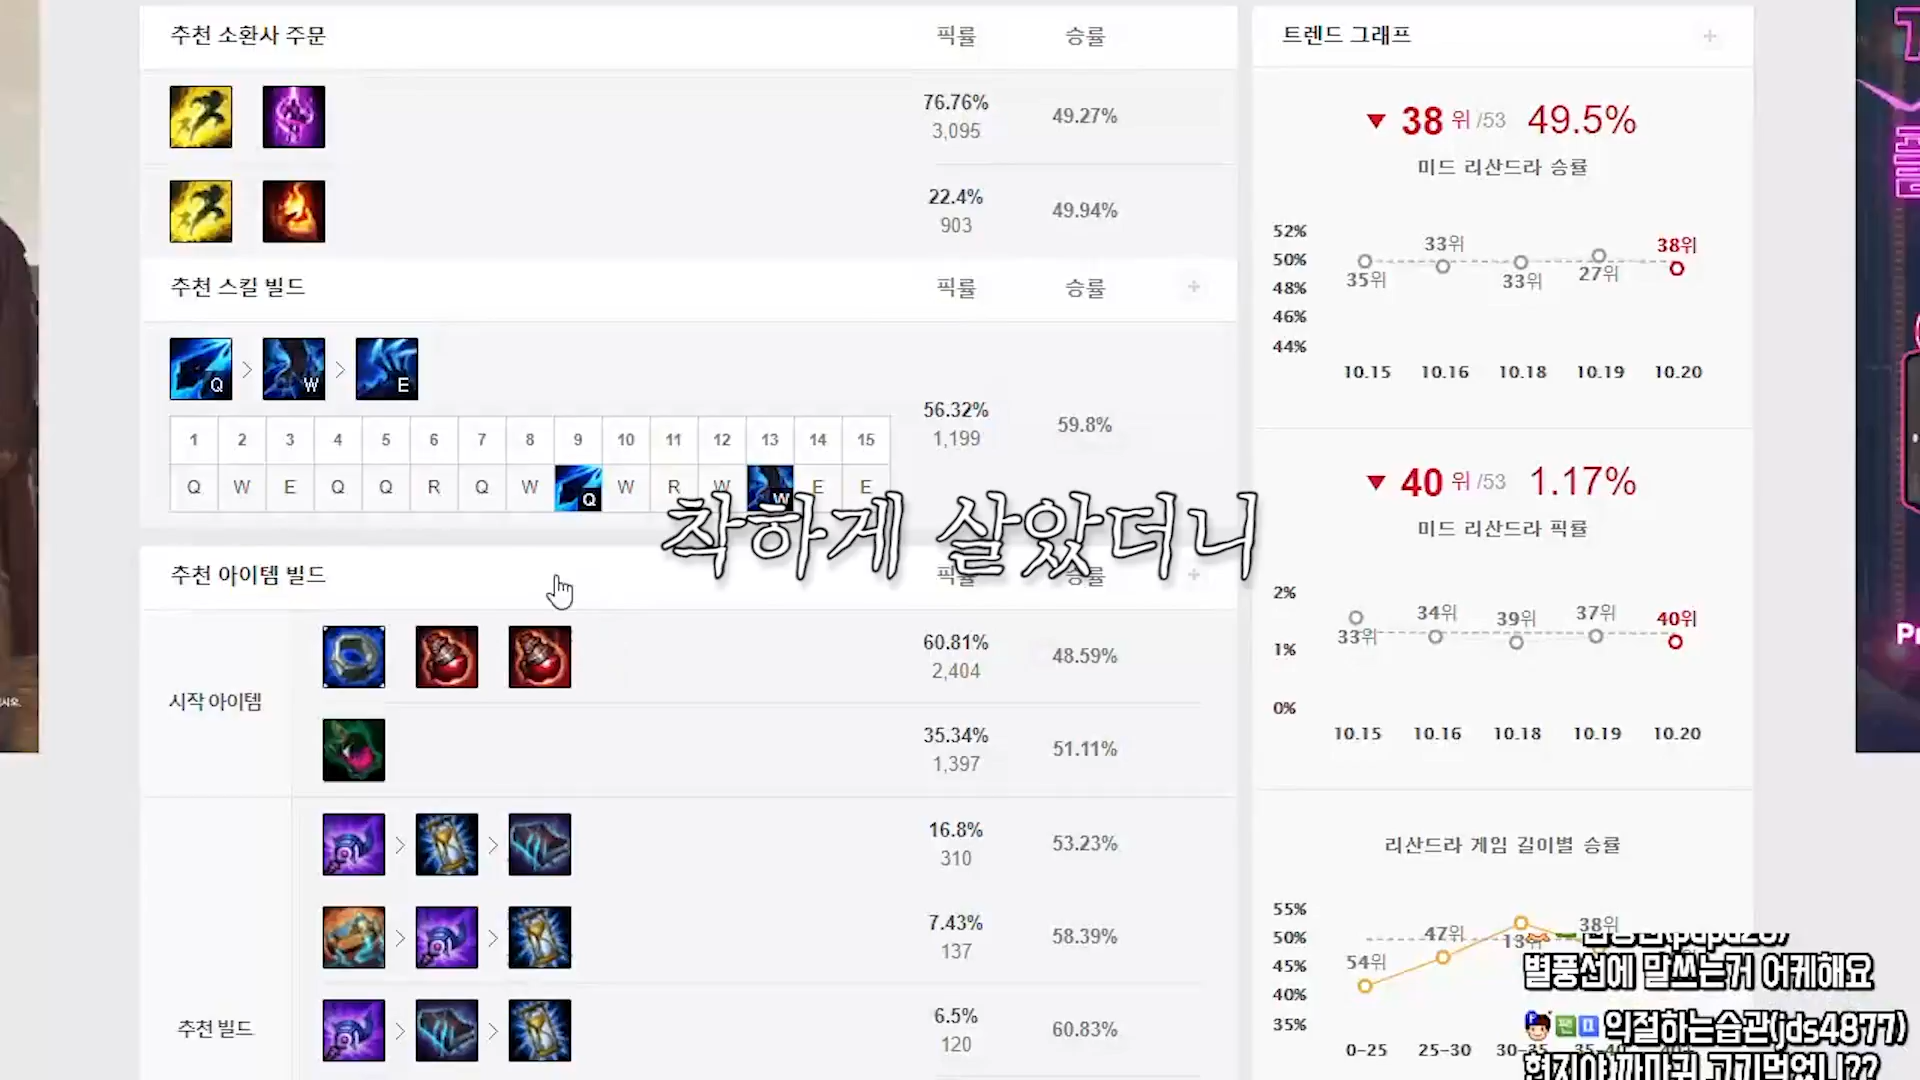 추천 소환사 주문 픽률 승률
76.76% 49.27%
3,095
22.4% 49.94%
903
추천 스킬 빌드 픽률 승률
Q W E
56.32% 59.8%
1,199
1 2 3 4 5 6 7 8 9 10 11 12 13 14 15
Q W E Q Q R Q W Q W R W W E E
착하게 살았더니
추천 아이템 빌드 픽률 승률
시작 아이템
60.81% 48.59%
2,404
35.34% 51.11%
1,397
추천 빌드
16.8% 53.23%
310
7.43% 58.39%
137
6.5% 60.83%
120
트렌드 그래프
38 위 /53 49.5%
미드 리산드라 승률
52%
50%
48%
46%
44%
35위 33위 33위 27위 38위
10.15 10.16 10.18 10.19 10.20
40 위 /53 1.17%
미드 리산드라 픽률
2%
1%
0%
33위 34위 39위 37위 40위
10.15 10.16 10.18 10.19 10.20
리산드라 게임 길이별 승률
55%
50%
45%
40%
35%
54위 47위 13위 38위
0-25 25-30 30-35 35-40
별풍선에 말쓰는거 어케해요
익절하는습관(jds4877)